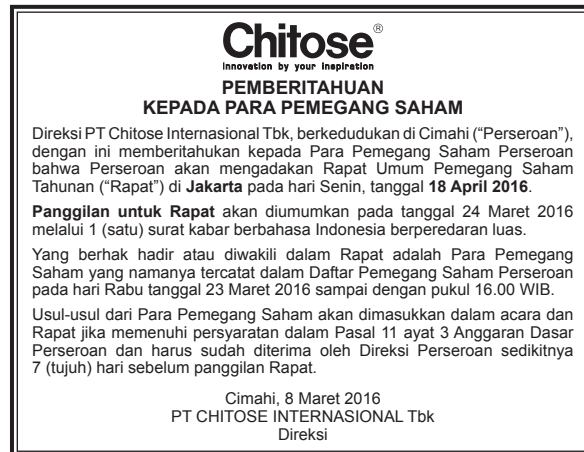 Chitose®
Innovation by your inspiration
PEMBERITAHUAN
KEPADA PARA PEMEGANG SAHAM
Direksi PT Chitose Internasional Tbk, berkedudukan di Cimahi (“Perseroan”),
dengan ini memberitahukan kepada Para Pemegang Saham Perseroan
bahwa Perseroan akan mengadakan Rapat Umum Pemegang Saham
Tahunan (“Rapat”) di Jakarta pada hari Senin, tanggal 18 April 2016.
Panggilan untuk Rapat akan diumumkan pada tanggal 24 Maret 2016
melalui 1 (satu) surat kabar berbahasa Indonesia berperedaran luas.
Yang berhak hadir atau diwakili dalam Rapat adalah Para Pemegang
Saham yang namanya tercatat dalam Daftar Pemegang Saham Perseroan
pada hari Rabu tanggal 23 Maret 2016 sampai dengan pukul 16.00 WIB.
Usul-usul dari Para Pemegang Saham akan dimasukkan dalam acara dan
Rapat jika memenuhi persyaratan dalam Pasal 11 ayat 3 Anggaran Dasar
Perseroan dan harus sudah diterima oleh Direksi Perseroan sedikitnya
7 (tujuh) hari sebelum panggilan Rapat.
Cimahi, 8 Maret 2016
PT CHITOSE INTERNASIONAL Tbk
Direksi